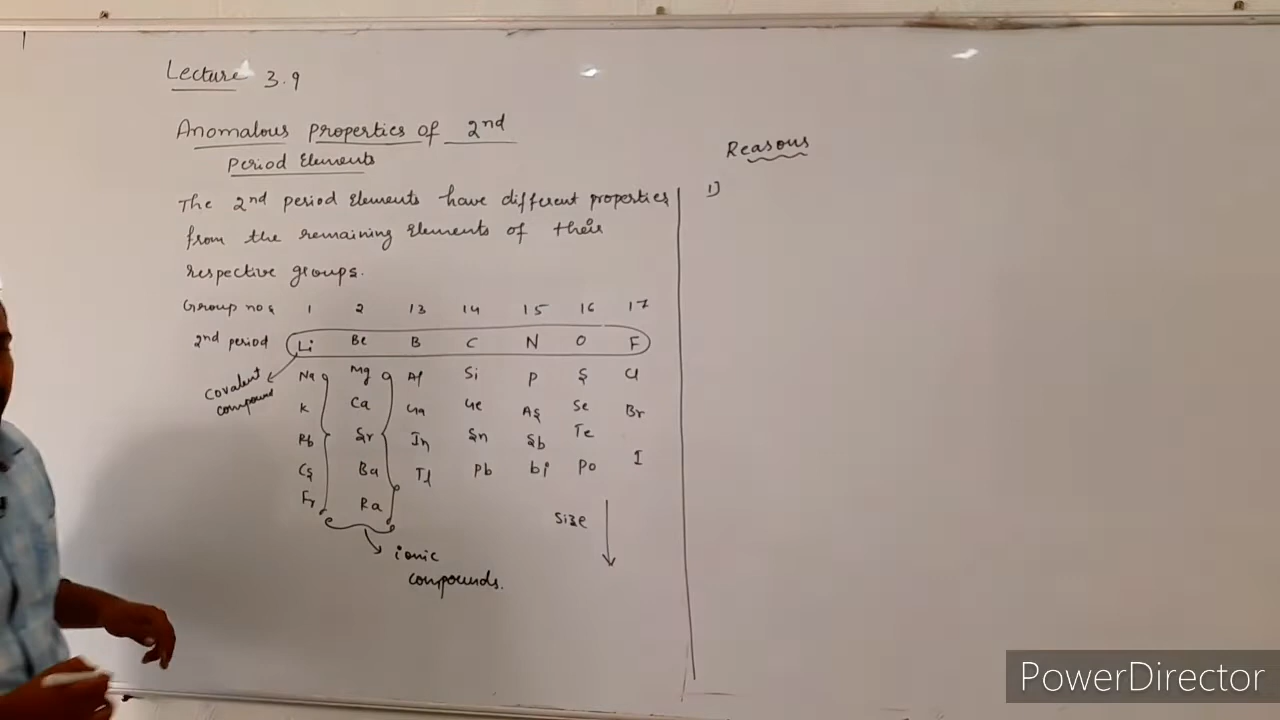 Lecture 3.9
Anomalous properties of 2nd
Period Elements
The 2nd period Elements have different properties
from the remaining Elements of their
respective groups.
Group nos 1 2 13 14 15 16 17
2nd period Li Be B C N O F
Na Mg Al Si P S Cl
covalent compound
K Ca Ga Ge As Se Br
Rb Sr In Sn Sb Te I
Cs Ba Tl Pb bi Po
Fr Ra
Size
ionic
compounds.
Reasons
1)
PowerDirector